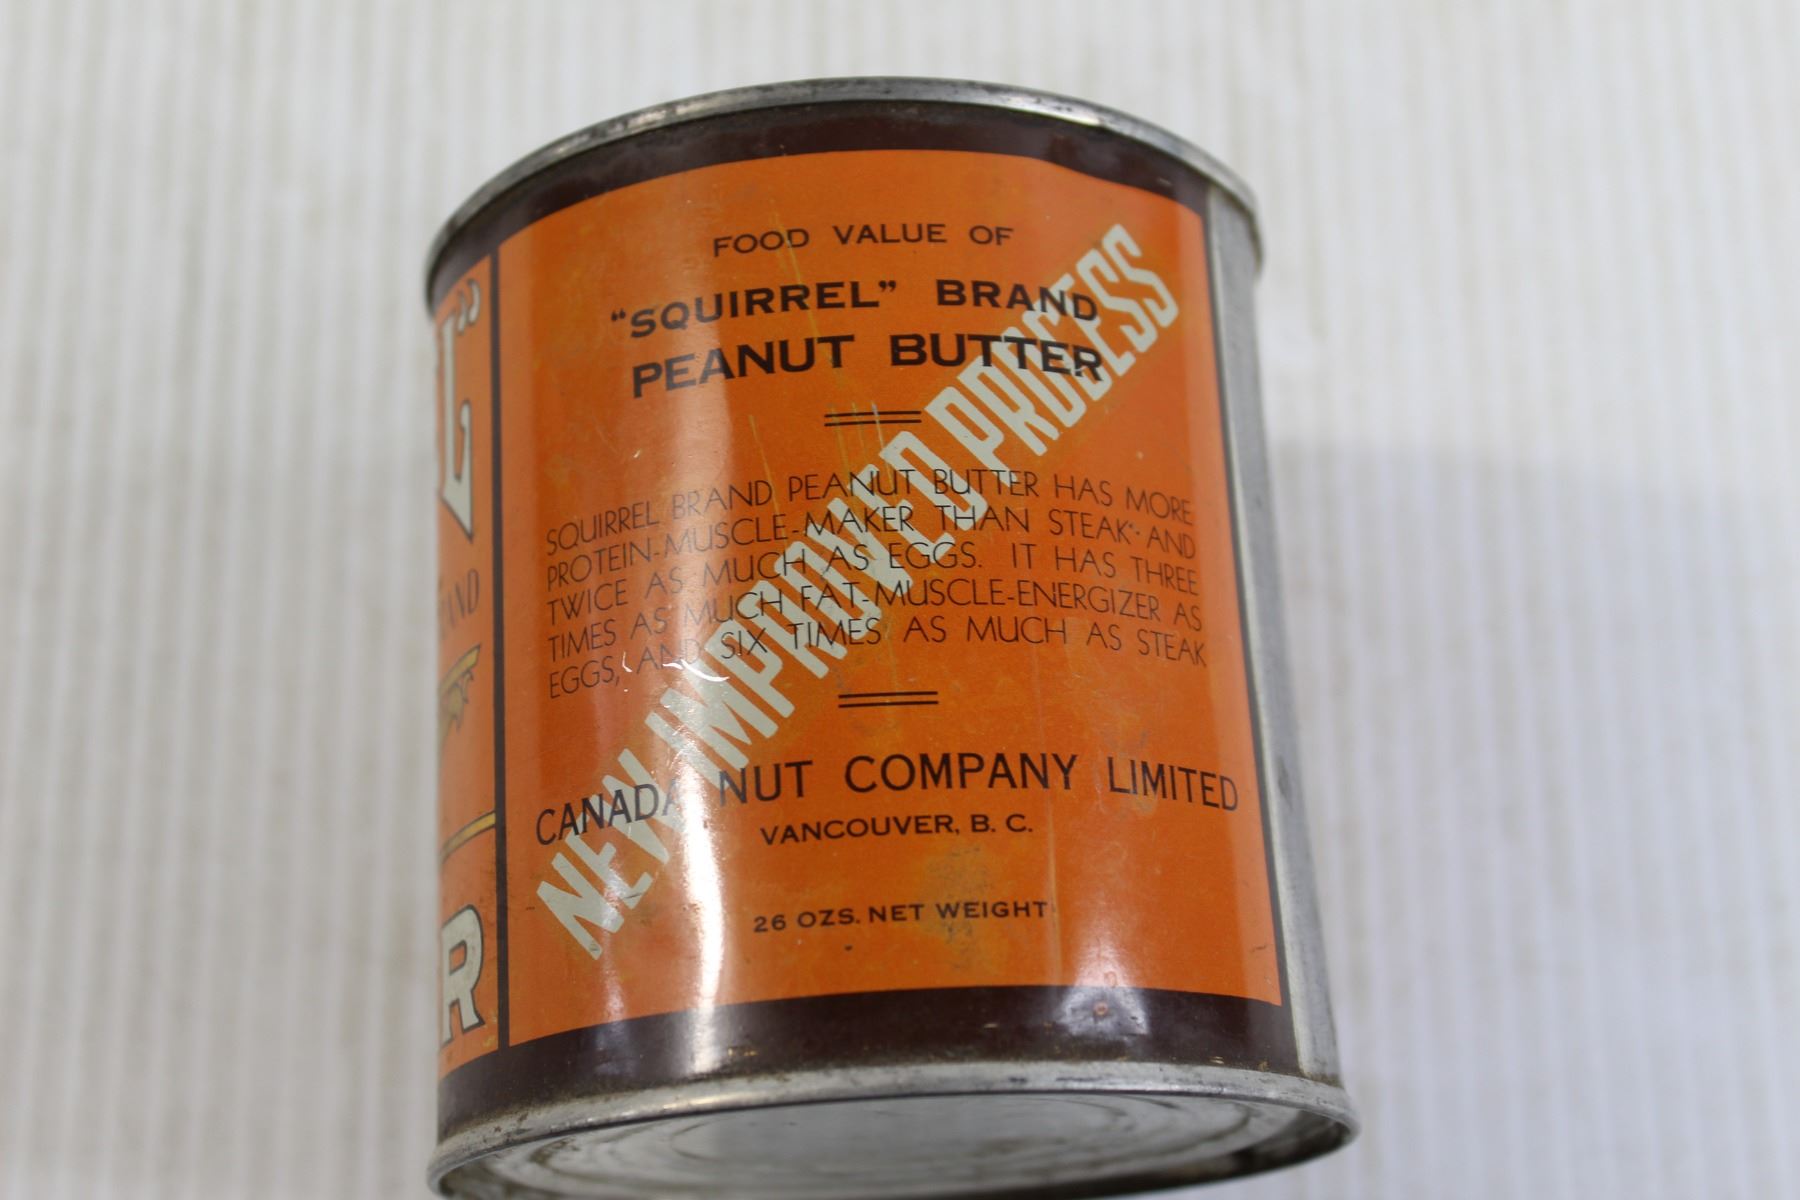 FOOD VALUE OF
"SQUIRREL" BRAND
PEANUT BUTTER
SQUIRREL BRAND PEANUT BUTTER HAS MORE
PROTEIN-MUSCLE-MAKER THAN STEAK AND
TWICE AS MUCH AS EGGS. IT HAS THREE
TIMES AS MUCH FAT-MUSCLE-ENERGIZER AS
EGGS, AND SIX TIMES AS MUCH AS STEAK
CANADA NUT COMPANY LIMITED
VANCOUVER, B. C.
26 OZS. NET WEIGHT
NEW IMPROVED PROCESS
L"
R